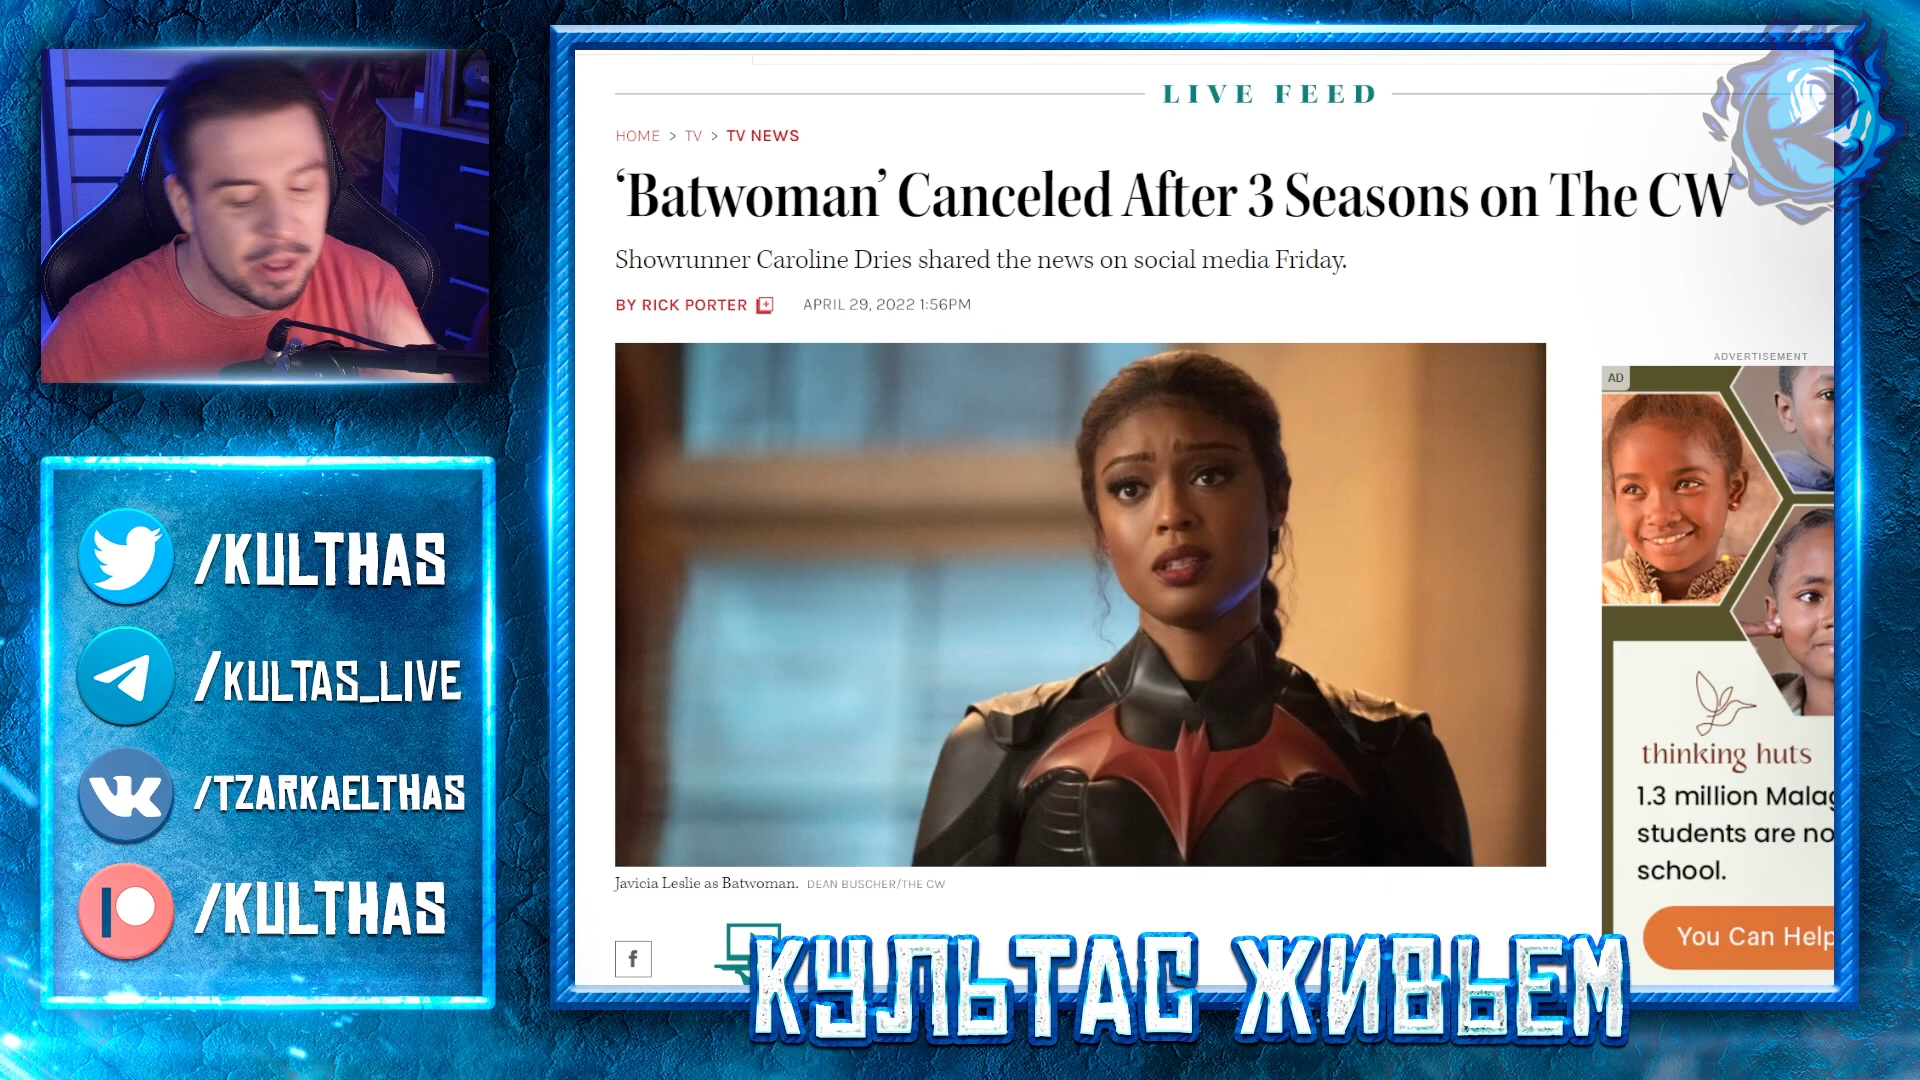 LIVE FEED
HOME > TV > TV NEWS
‘Batwoman’ Canceled After 3 Seasons on The CW
Showrunner Caroline Dries shared the news on social media Friday.
BY RICK PORTER APRIL 29, 2022 1:56PM
ADVERTISEMENT
AD
/KULTHAS
/KULTAS_LIVE
/TZARKAELTHAS
/KULTHAS
thinking huts
1.3 million Malag
students are no
school.
You Can Help
Javicia Leslie as Batwoman. DEAN BUSCHER/THE CW
f
КУЛЬТАС ЖИВЬЕМ